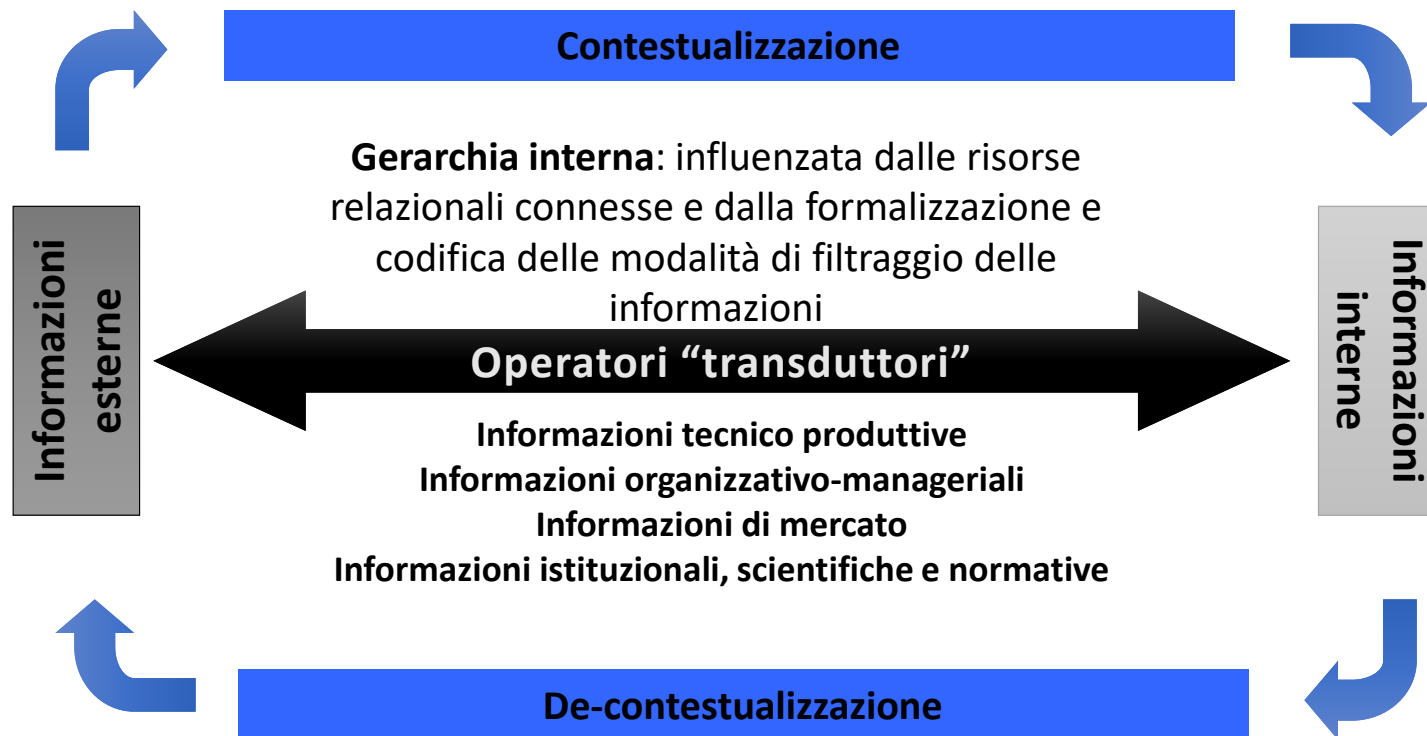 Contestualizzazione
Gerarchia interna: influenzata dalle risorse
relazionali connesse e dalla formalizzazione e
codifica delle modalità di filtraggio delle
informazioni
Informazioni
esterne
Operatori “transduttori”
Informazioni
interne
Informazioni tecnico produttive
Informazioni organizzativo-manageriali
Informazioni di mercato
Informazioni istituzionali, scientifiche e normative
De-contestualizzazione